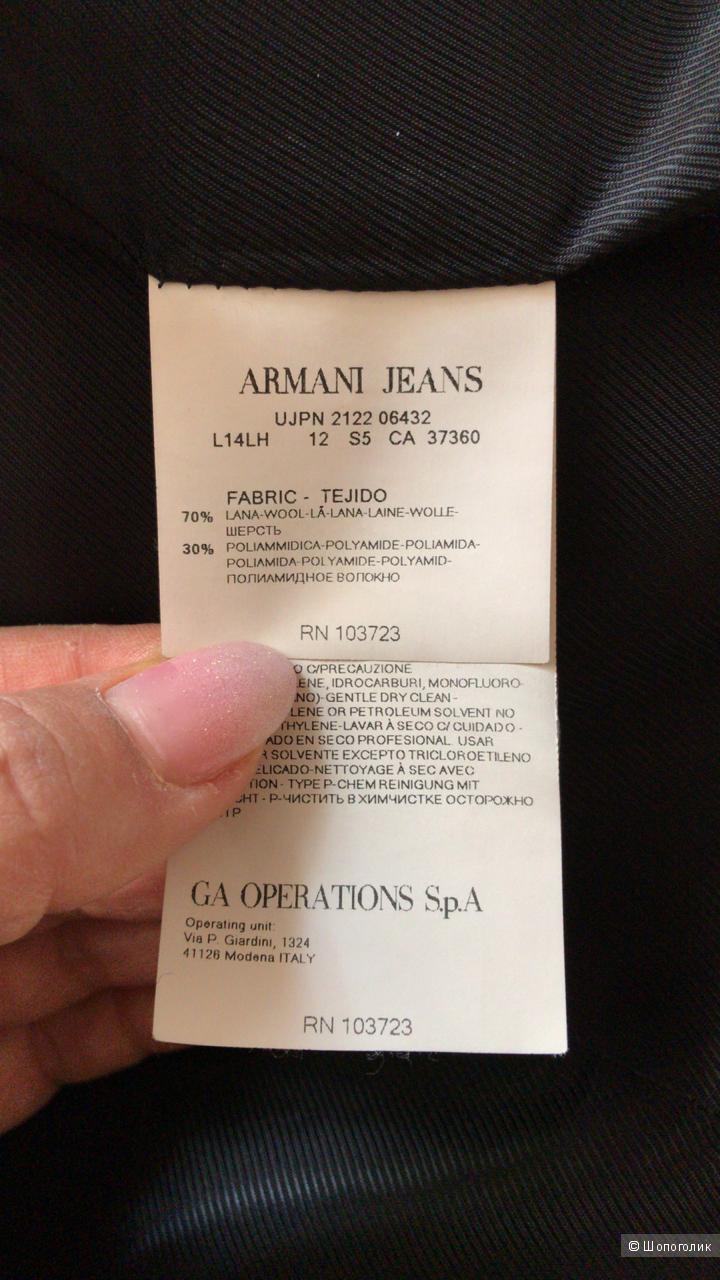 ARMANI JEANS
UJPN 2122 06432
L14LH 12 S5 CA 37360
FABRIC - TEJIDO
70% LANA-WOOL-LÃ-LANA-LAINE-WOLLE-
ШЕРСТЬ
30% POLIAMMIDICA-POLYAMIDE-POLIAMIDA-
POLIAMIDA-POLYAMIDE-POLYAMID-
ПОЛИАМИДНОЕ ВОЛОКНО
RN 103723
O C/PRECAUZIONE
ENE, IDROCARBURI, MONOFLUORO-
NO)-GENTLE DRY CLEAN -
LENE OR PETROLEUM SOLVENT NO
THYLENE-LAVAR À SECO C/ CUIDADO -
ADO EN SECO PROFESIONAL. USAR
R SOLVENTE EXCEPTO TRICLOROETILENO
ELICADO-NETTOYAGE À SEC AVEC
TION - TYPE P-CHEM REINIGUNG MIT
HT - P-ЧИСТИТЬ В ХИМЧИСТКЕ ОСТОРОЖНО
GA OPERATIONS S.p.A
Operating unit:
Via P. Giardini, 1324
41126 Modena ITALY
RN 103723
© Шопоголик